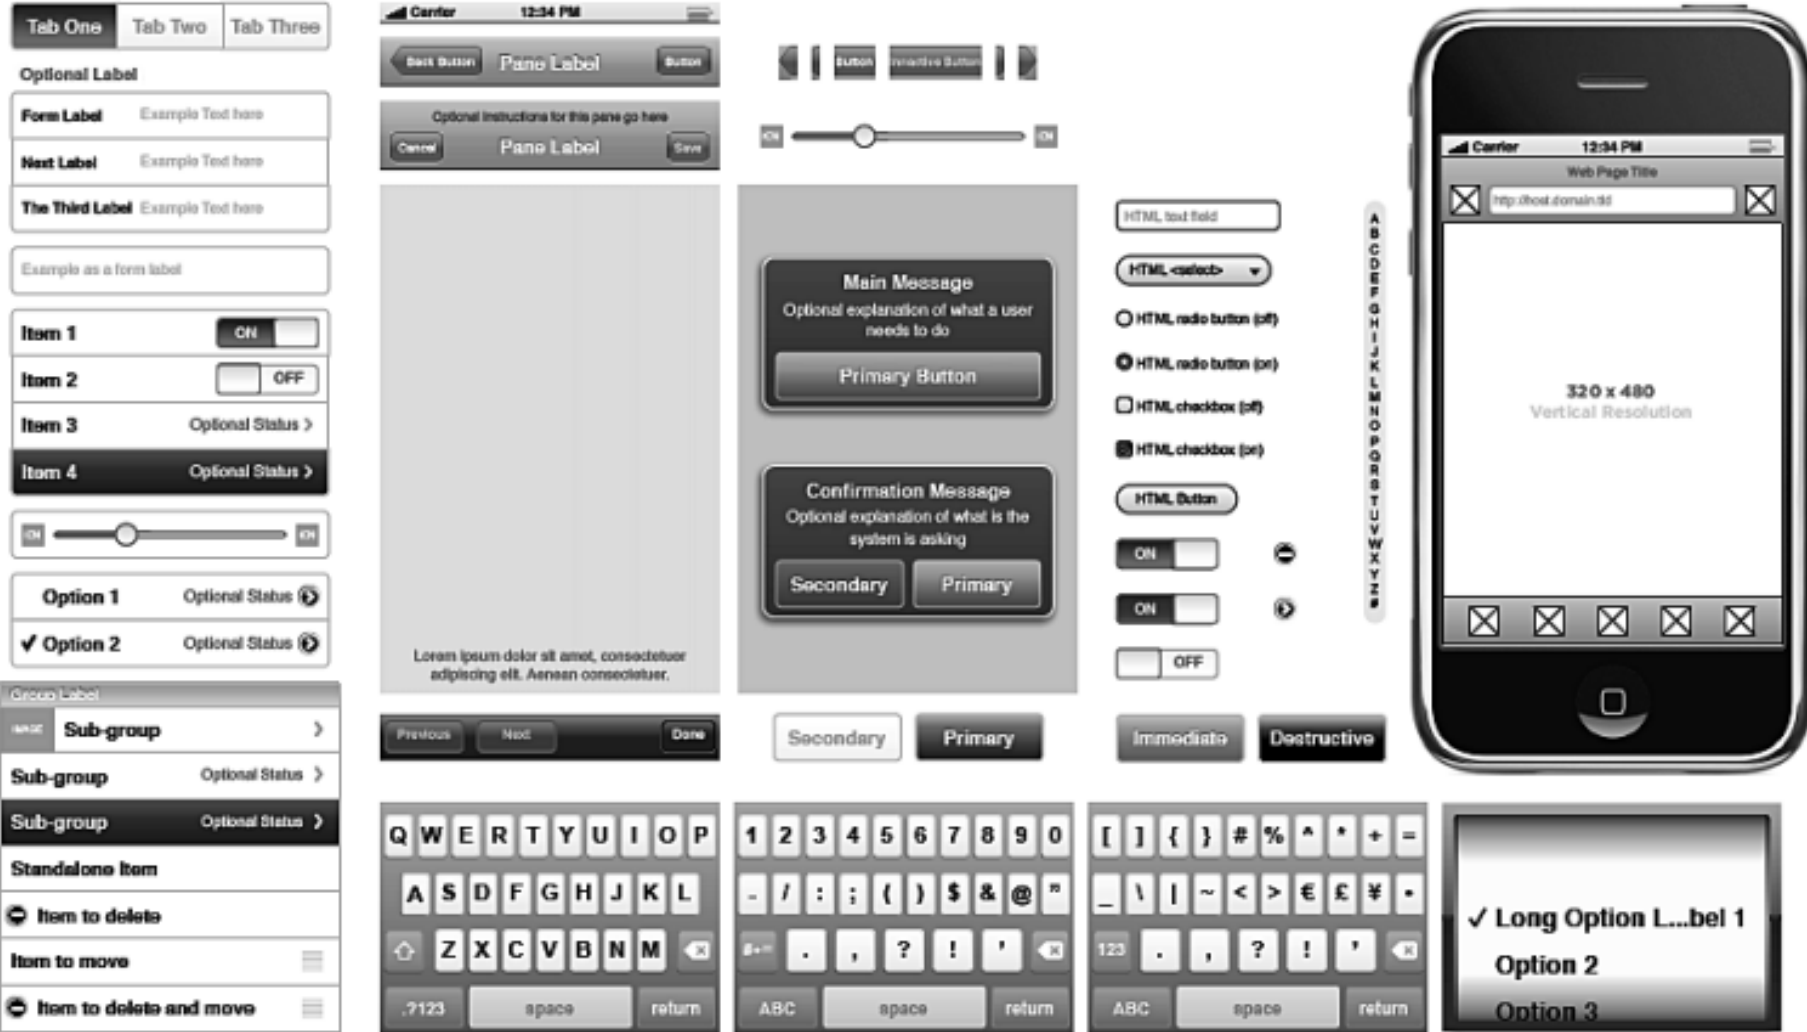 Tab One Tab Two Tab Three
Optional Label
Form Label Example Text here
Next Label Example Text here
The Third Label Example Text here
Example as a form label
Item 1 ON
Item 2 OFF
Item 3 Optional Status
Item 4 Optional Status
ICN ICN
Option 1 Optional Status
✓ Option 2 Optional Status
Group Label
IMAGE Sub-group
Sub-group Optional Status
Sub-group Optional Status
Standalone Item
Item to delete
Item to move
Item to delete and move
Carrier 12:34 PM
Back Button Pane Label Button
Optional instructions for this pane go here
Cancel Pane Label Save
Lorem ipsum dolor sit amet, consectetuer
adipiscing elit. Aenean consectetuer.
Previous Next Done
Button Innactive Button
ICN ICN
Main Message
Optional explanation of what a user
needs to do
Primary Button
Confirmation Message
Optional explanation of what is the
system is asking
Secondary Primary
Secondary Primary
HTML text field
HTML <select>
HTML radio button (off)
HTML radio button (on)
HTML checkbox (off)
HTML checkbox (on)
HTML Button
ON
ON
OFF
Immediate Destructive
A
B
C
D
E
F
G
H
I
J
K
L
M
N
O
P
Q
R
S
T
U
V
W
X
Y
Z
#
Carrier 12:34 PM
Web Page Title
http://host.domain.tld
320 x 480
Vertical Resolution
Q W E R T Y U I O P
A S D F G H J K L
Z X C V B N M
.?123 space return
1 2 3 4 5 6 7 8 9 0
- / : ; ( ) $ & @ "
#+= . , ? ! '
ABC space return
[ ] { } # % ^ * + =
_ \ | ~ < > € £ ¥ •
123 . , ? ! '
ABC space return
✓ Long Option L...bel 1
Option 2
Option 3